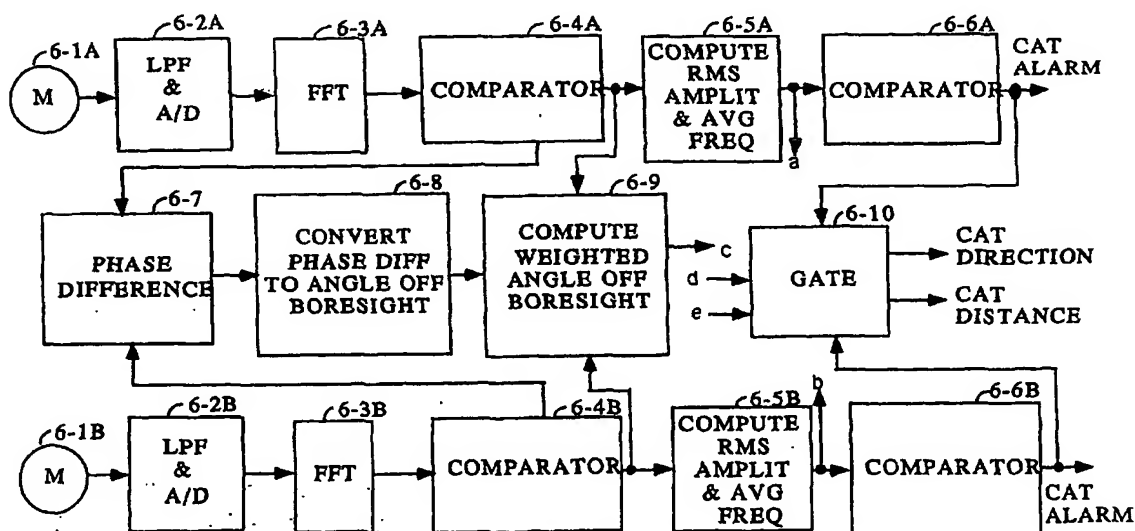 6-1A
6-2A
6-3A
6-4A
6-5A
6-6A
M
LPF
&
A/D
FFT
COMPARATOR
COMPUTE
RMS
AMPLIT
& AVG
FREQ
COMPARATOR
CAT
ALARM
a
6-7
PHASE
DIFFERENCE
6-8
CONVERT
PHASE DIFF
TO ANGLE OFF
BORESIGHT
6-9
COMPUTE
WEIGHTED
ANGLE OFF
BORESIGHT
c
d
e
6-10
GATE
CAT
DIRECTION
CAT
DISTANCE
b
6-1B
6-2B
6-3B
6-4B
6-5B
6-6B
M
LPF
&
A/D
FFT
COMPARATOR
COMPUTE
RMS
AMPLIT
& AVG
FREQ
COMPARATOR
CAT
ALARM